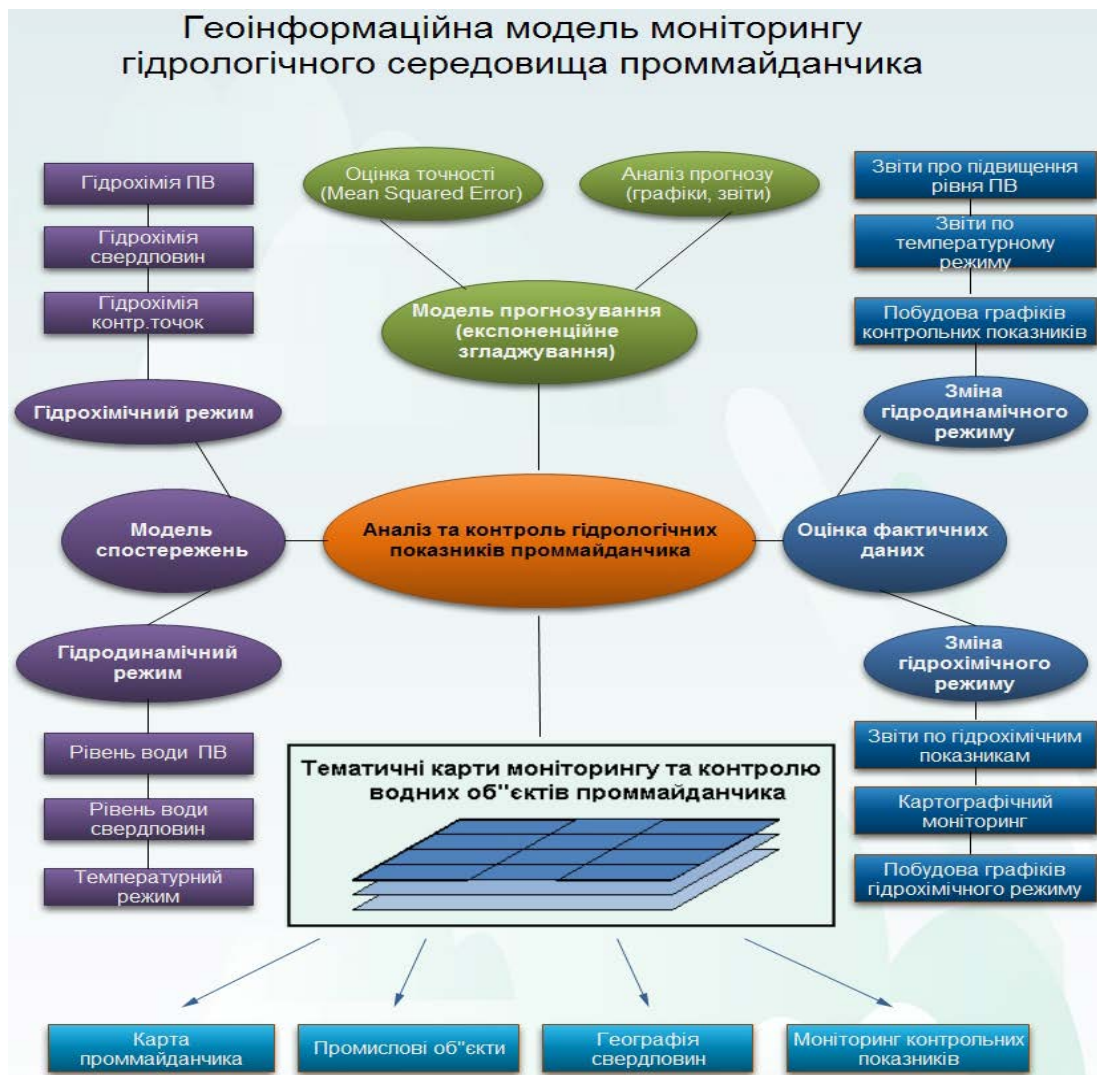 Геоінформаційна модель моніторингу
гідрологічного середовища проммайданчика
Гідрохімія ПВ
Гідрохімія
свердловин
Гідрохімія
контр.точок
Гідрохімічний режим
Модель
спостережень
Гідродинамічний
режим
Рівень води ПВ
Рівень води
свердловин
Температурний
режим
Оцінка точності
(Mean Squared Error)
Аналіз прогнозу
(графіки, звіти)
Модель прогнозування
(експоненційне
згладжування)
Аналіз та контроль гідрологічних
показників проммайданчика
Звіти про підвищення
рівня ПВ
Звіти по
температурному
режиму
Побудова графіків
контрольних показників
Зміна
гідродинамічного
режиму
Оцінка фактичних
даних
Зміна
гідрохімічного
режиму
Звіти по гідрохімічним
показникам
Картографічний
моніторинг
Побудова графіків
гідрохімічного режиму
Тематичні карти моніторингу та контролю
водних об"єктів проммайданчика
Карта
проммайданчика
Промислові об"єкти
Географія
свердловин
Моніторинг контрольних
показників